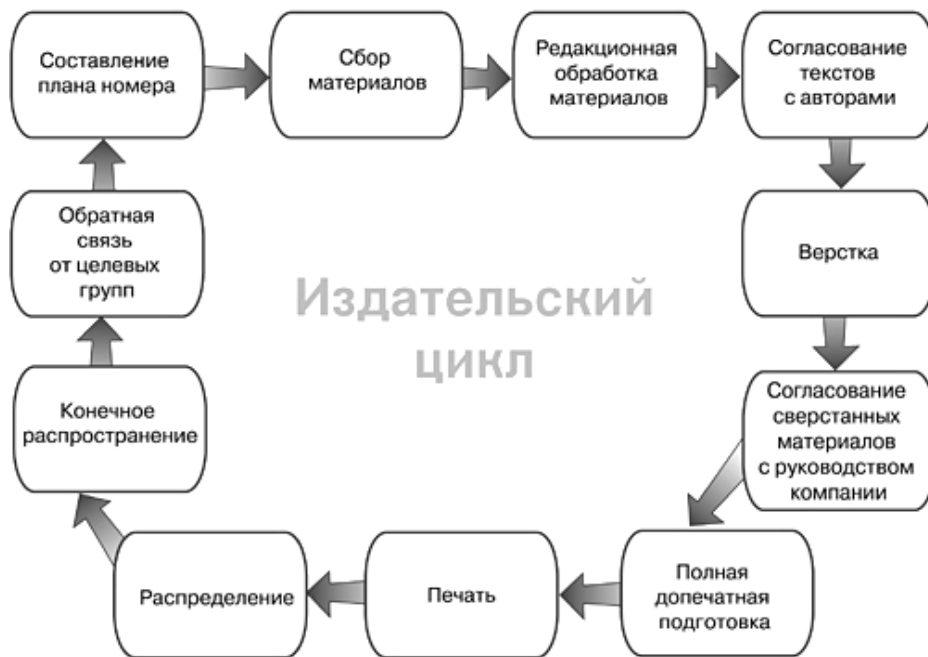 Составление
плана номера
Сбор
материалов
Редакционная
обработка
материалов
Согласование
текстов
с авторами
Верстка
Согласование
сверстанных
материалов
с руководством
компании
Полная
допечатная
подготовка
Печать
Распределение
Конечное
распространение
Обратная
связь
от целевых
групп
Издательский
цикл